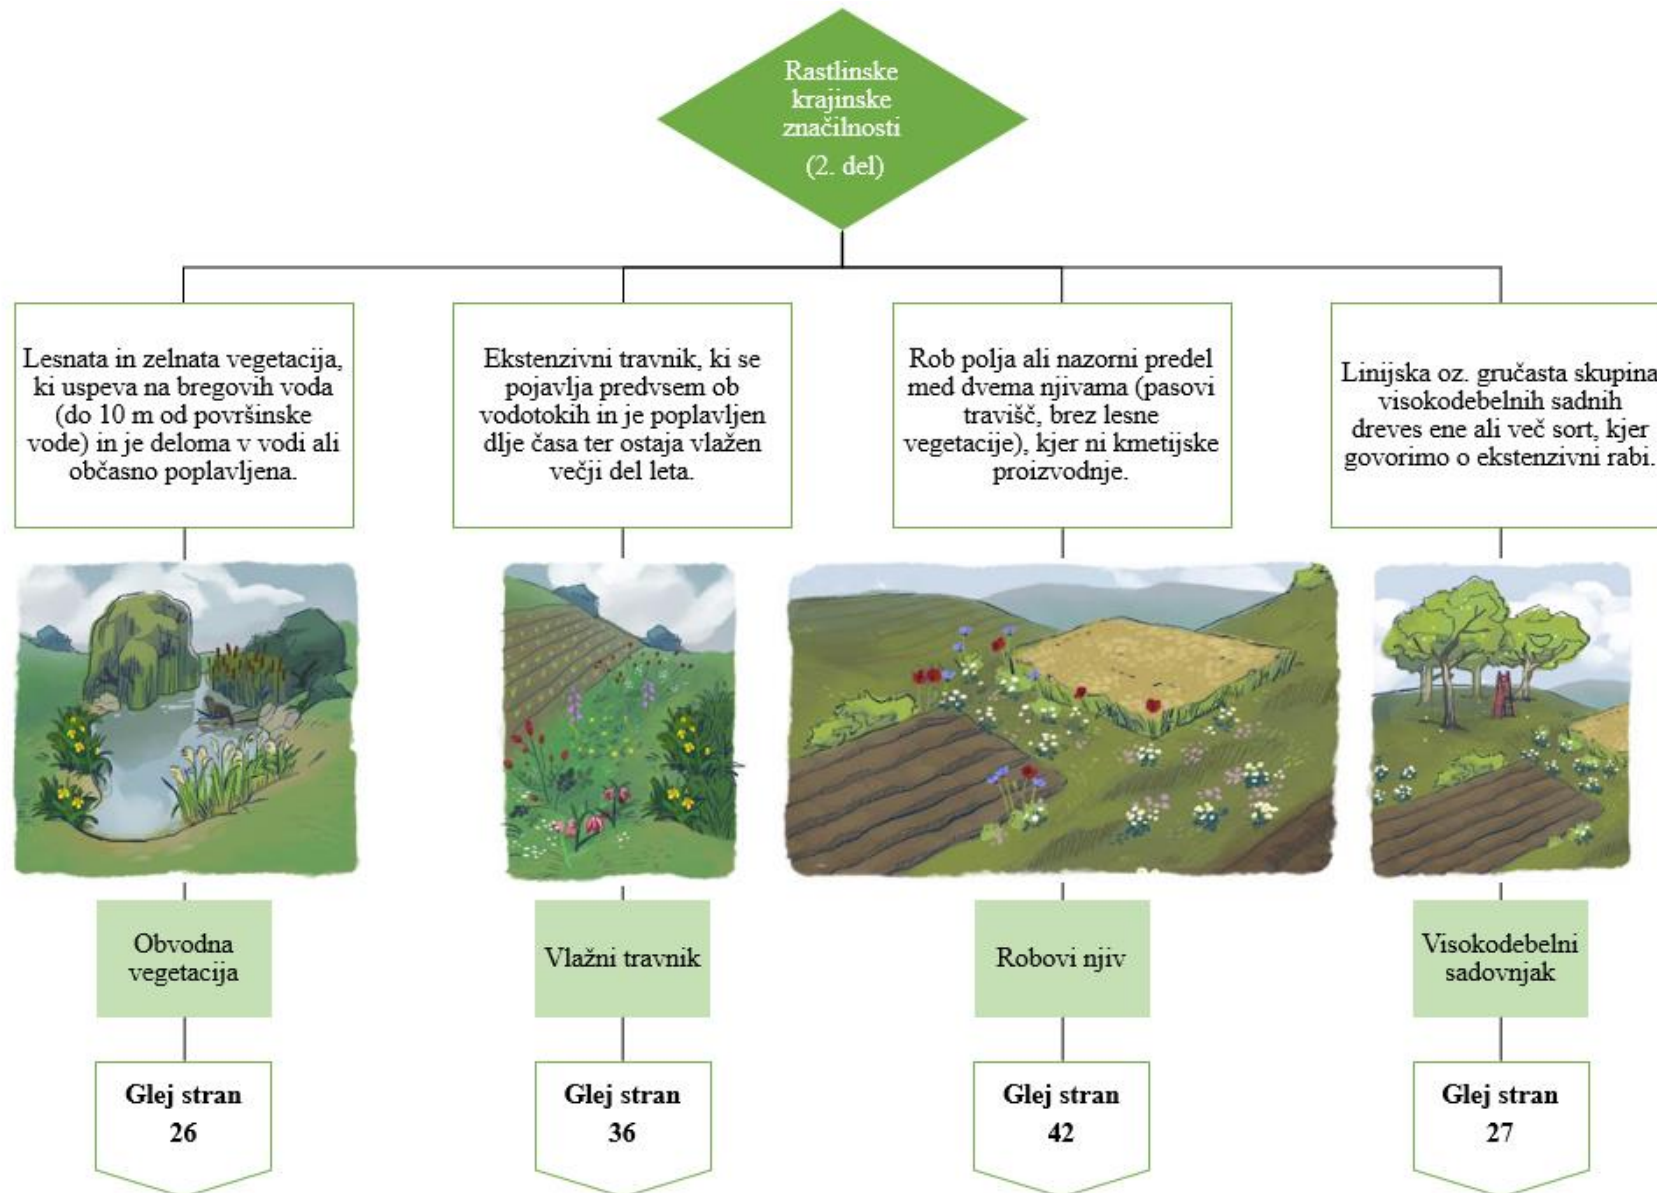 Rastlinske
krajinske
značilnosti
(2. del)
Lesnata in zelnata vegetacija,
ki uspeva na bregovih voda
(do 10 m od površinske
vode) in je deloma v vodi ali
občasno poplavljena.
Ekstenzivni travnik, ki se
pojavlja predvsem ob
vodotokih in je poplavljen
dlje časa ter ostaja vlažen
večji del leta.
Rob polja ali nazorni predel
med dvema njivama (pasovi
travišč, brez lesne
vegetacije), kjer ni kmetijske
proizvodnje.
Linijska oz. gručasta skupina
visokodebelnih sadnih
dreves ene ali več sort, kjer
govorimo o ekstenzivni rabi.
Obvodna
vegetacija
Vlažni travnik
Robovi njiv
Visokodebelni
sadovnjak
Glej stran
26
Glej stran
36
Glej stran
42
Glej stran
27